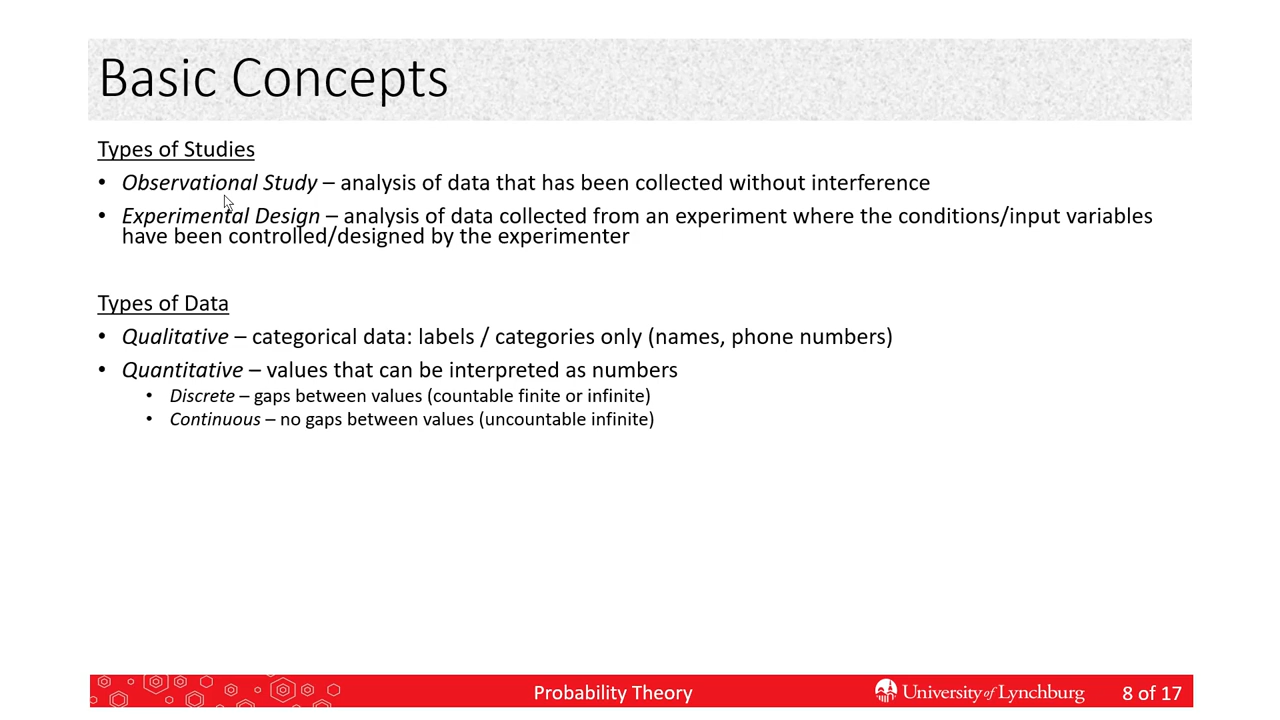 Basic Concepts
Types of Studies
• Observational Study – analysis of data that has been collected without interference
• Experimental Design – analysis of data collected from an experiment where the conditions/input variables
have been controlled/designed by the experimenter
Types of Data
• Qualitative – categorical data: labels / categories only (names, phone numbers)
• Quantitative – values that can be interpreted as numbers
• Discrete – gaps between values (countable finite or infinite)
• Continuous – no gaps between values (uncountable infinite)
Probability Theory
University of Lynchburg
8 of 17